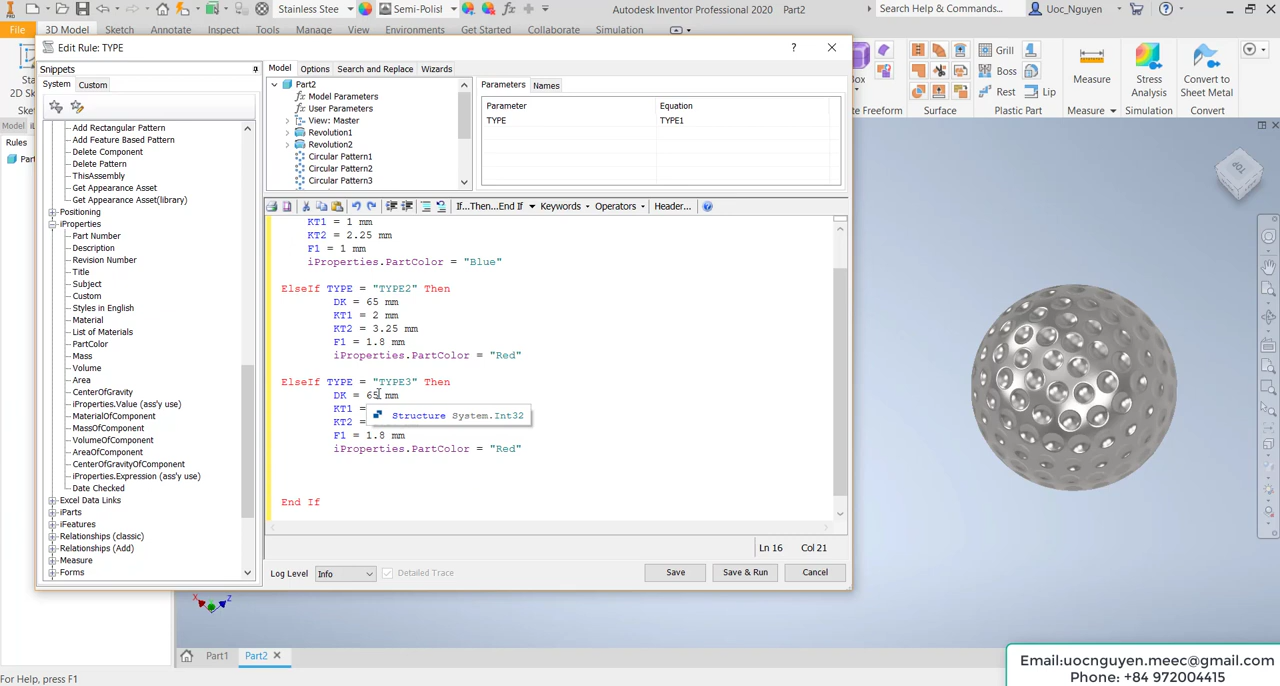 Stainless Stee
Semi-Polish
Autodesk Inventor Professional 2020 Part2
Search Help & Commands...
Uoc_Nguyen
File
3D Model
Sketch
Annotate
Inspect
Tools
Manage
View
Environments
Get Started
Collaborate
Simulation
Edit Rule: TYPE
Snippets
System
Custom
Add Rectangular Pattern
Add Feature Based Pattern
Delete Component
Delete Pattern
ThisAssembly
Get Appearance Asset
Get Appearance Asset(library)
Positioning
iProperties
Part Number
Description
Revision Number
Title
Subject
Custom
Styles in English
Material
List of Materials
PartColor
Mass
Volume
Area
CenterOfGravity
iProperties.Value (ass'y use)
MaterialOfComponent
MassOfComponent
VolumeOfComponent
AreaOfComponent
CenterOfGravityOfComponent
iProperties.Expression (ass'y use)
Date Checked
Excel Data Links
iParts
iFeatures
Relationships (classic)
Relationships (Add)
Measure
Forms
Model
Options
Search and Replace
Wizards
Part2
Model Parameters
User Parameters
View: Master
Revolution1
Revolution2
Circular Pattern1
Circular Pattern2
Circular Pattern3
Parameters
Names
Parameter Equation
TYPE TYPE1
If...Then...End If
Keywords
Operators
Header...
KT1 = 1 mm
KT2 = 2.25 mm
F1 = 1 mm
iProperties.PartColor = "Blue"
ElseIf TYPE = "TYPE2" Then
DK = 65 mm
KT1 = 2 mm
KT2 = 3.25 mm
F1 = 1.8 mm
iProperties.PartColor = "Red"
ElseIf TYPE = "TYPE3" Then
DK = 65 mm
KT1 =
Structure System.Int32
KT2 =
F1 = 1.8 mm
iProperties.PartColor = "Red"
End If
Ln 16 Col 21
Log Level
Info
Detailed Trace
Save
Save & Run
Cancel
Sta
2D Sk
Model
Rules
Part
Box
Create Freeform
Grill
Boss
Rest
Lip
Surface
Plastic Part
Measure
Measure
Stress
Analysis
Simulation
Convert to
Sheet Metal
Convert
TOP
X
Z
Part1
Part2
For Help, press F1
Email:uocnguyen.meec@gmail.com
Phone: +84 972004415